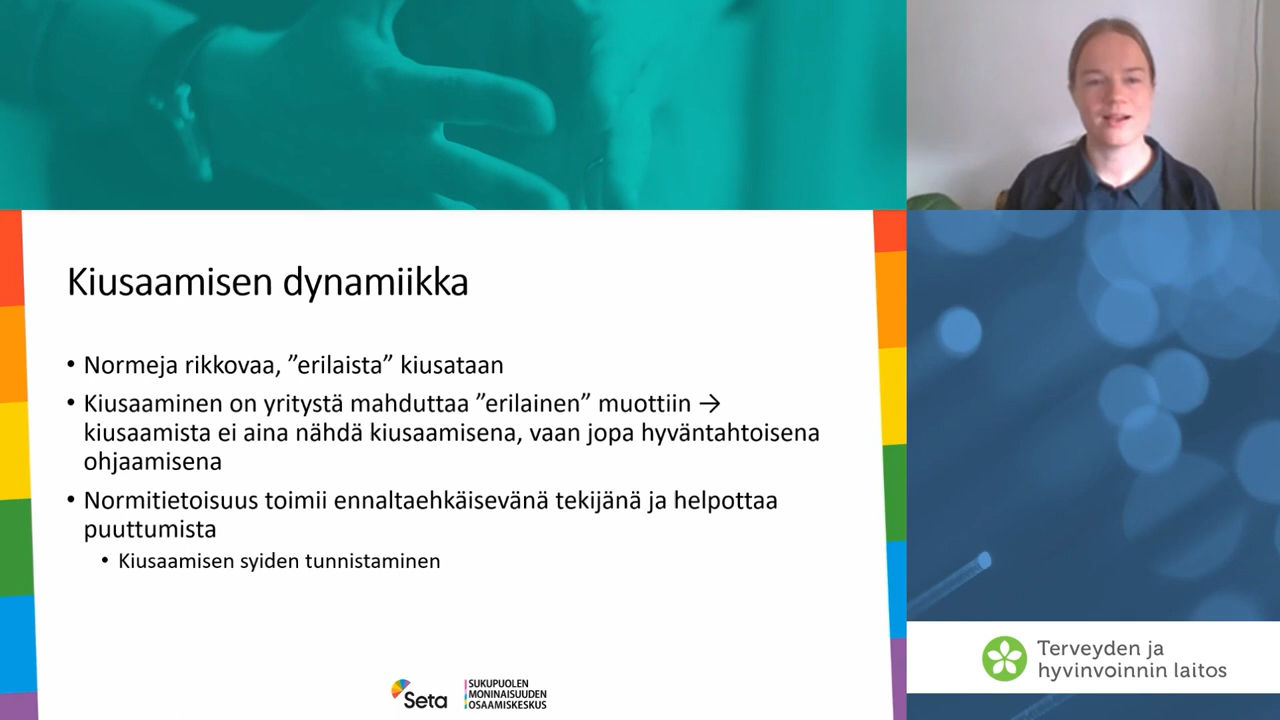 Kiusaamisen dynamiikka
• Normeja rikkovaa, ”erilaista” kiusataan
• Kiusaaminen on yritystä mahduttaa ”erilainen” muottiin →
kiusaamista ei aina nähdä kiusaamisena, vaan jopa hyväntahtoisena
ohjaamisena
• Normitietoisuus toimii ennaltaehkäisevänä tekijänä ja helpottaa
puuttumista
• Kiusaamisen syiden tunnistaminen
Seta
SUKUPUOLEN
MONINAISUUDEN
OSAAMISKESKUS
Terveyden ja
hyvinvoinnin laitos